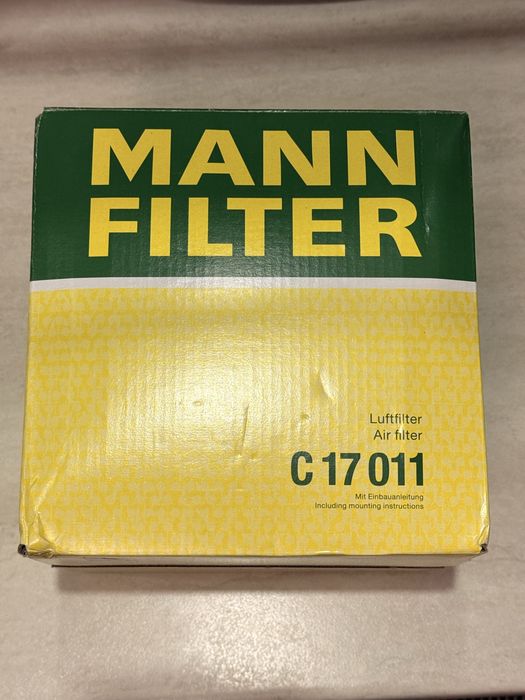 MANN
FILTER
Luftfilter
Air filter
C 17 011
Mit Einbauanleitung
Including mounting instructions